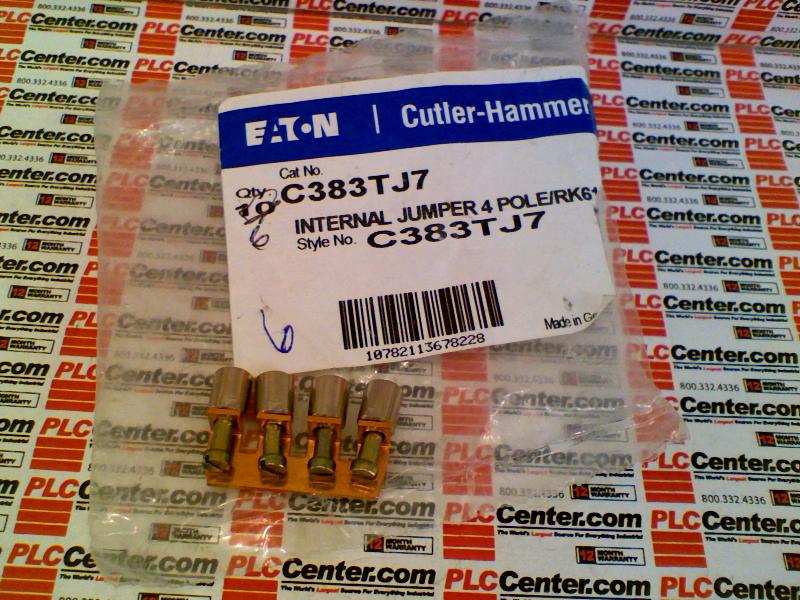 EATON | Cutler-Hammer
Cat No.
Qty. C383TJ7
10
6
INTERNAL JUMPER 4 POLE/RK6
Style No. C383TJ7
6
10782113678228
Made in Ge
PLCCenter.com
The World's Largest Source For Everything Industrial
800.332.4336
12 MONTH WARRANTY